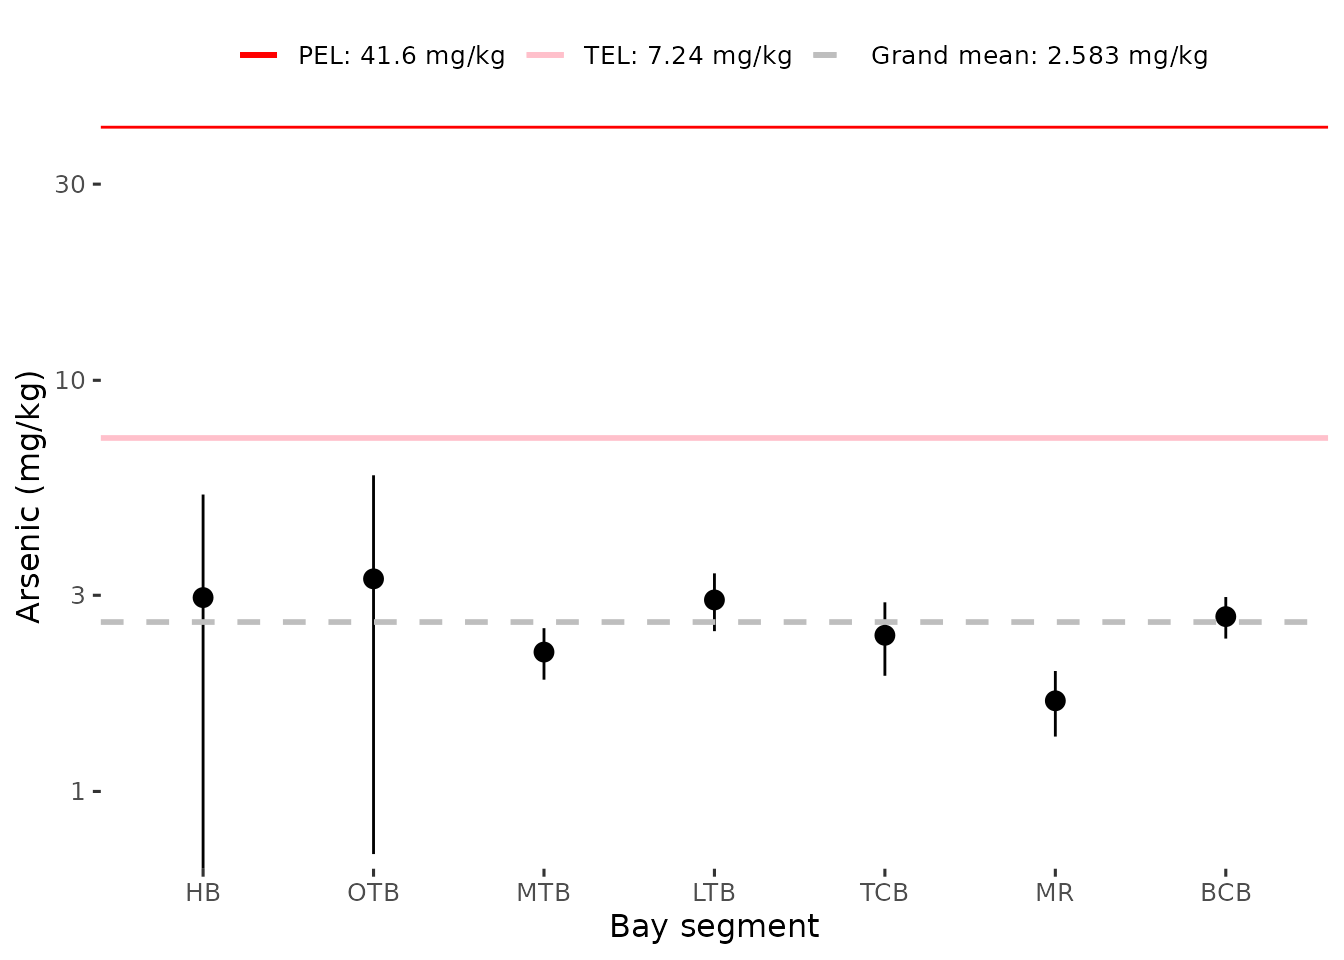 PEL: 41.6 mg/kg TEL: 7.24 mg/kg Grand mean: 2.583 mg/kg
30
10
3
1
Arsenic (mg/kg)
HB OTB MTB LTB TCB MR BCB
Bay segment